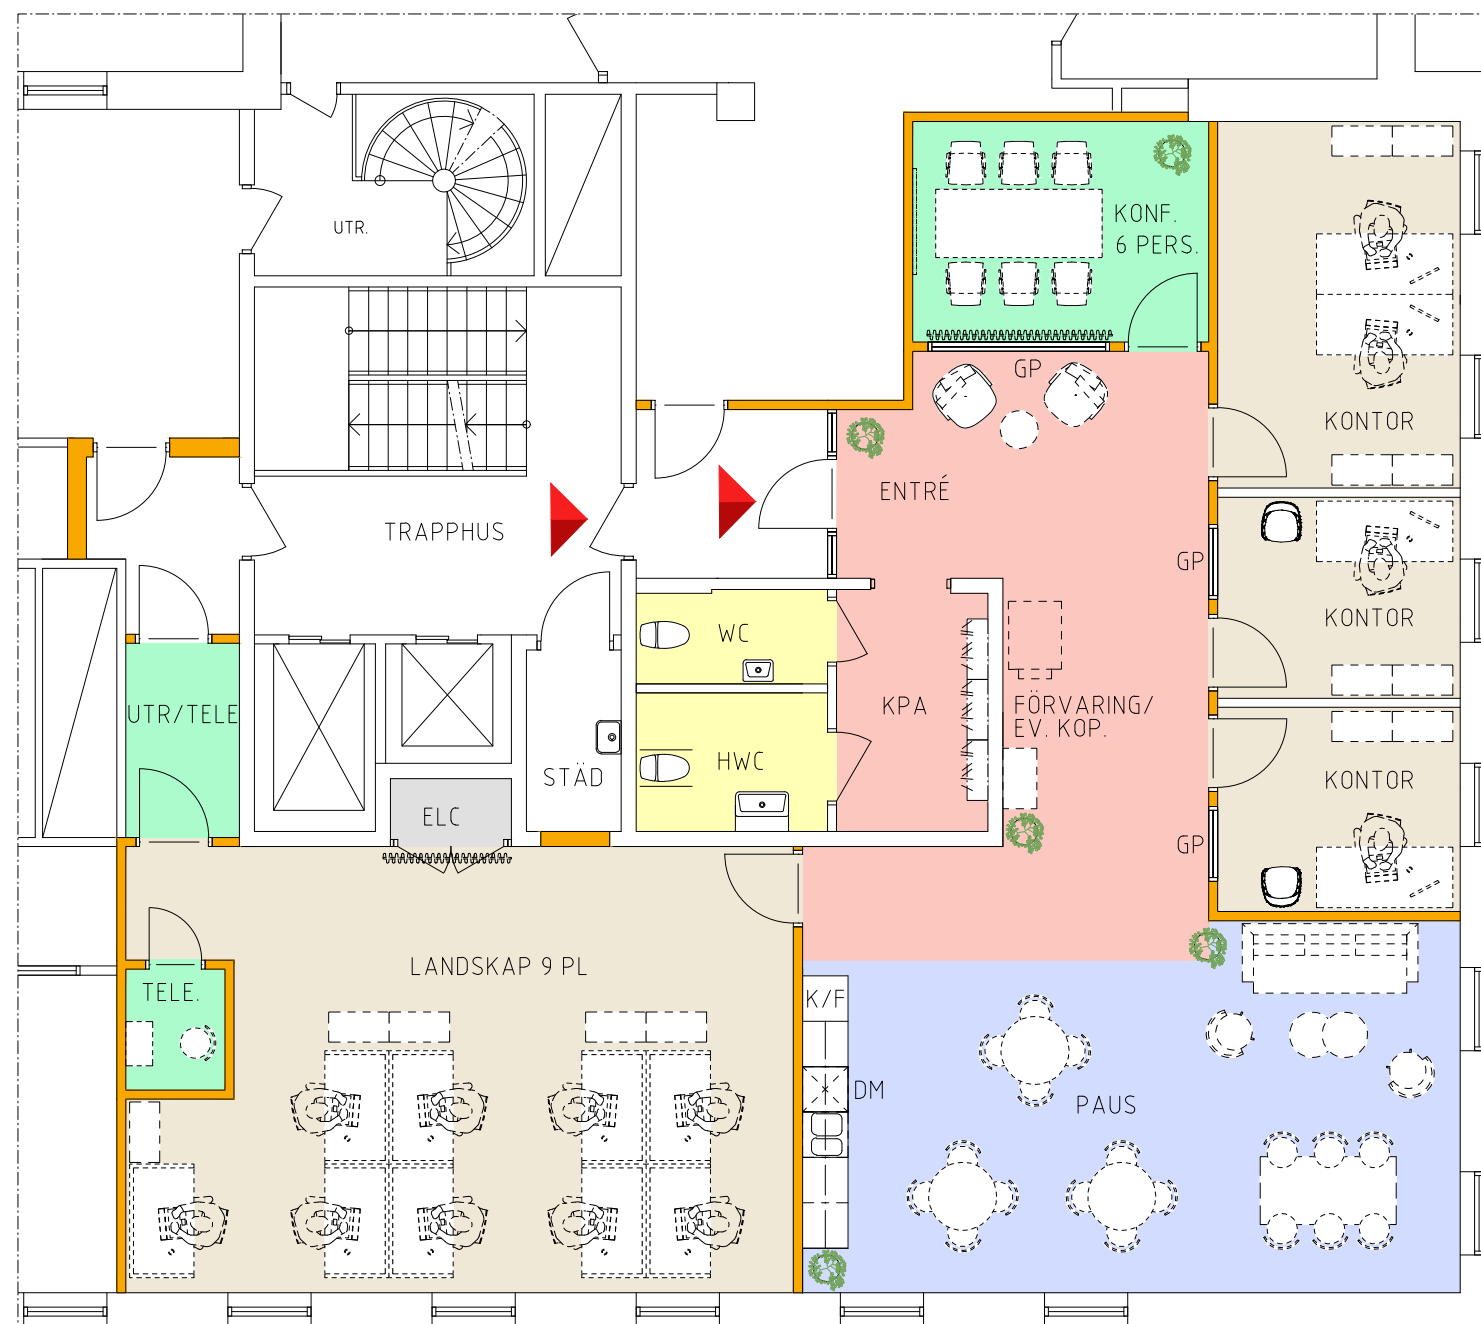 UTR.
KONF.
6 PERS.
GP
KONTOR
ENTRÉ
TRAPPHUS
GP
KONTOR
WC
UTR/TELE
KPA
FÖRVARING/
EV. KOP.
HWC
STÄD
KONTOR
ELC
GP
LANDSKAP 9 PL
TELE.
K/F
DM
PAUS